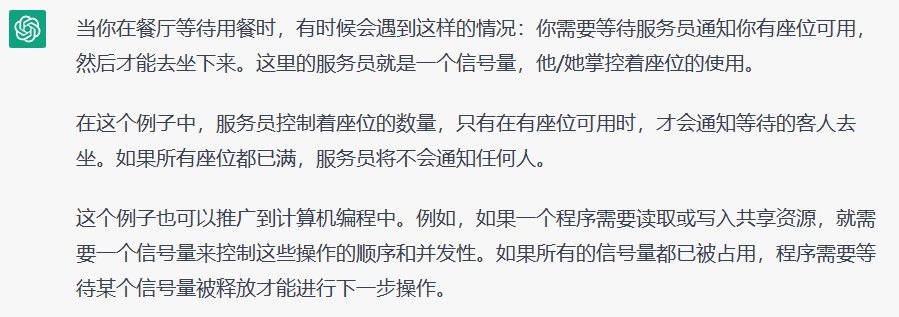 当你在餐厅等待用餐时，有时候会遇到这样的情况：你需要等待服务员通知你有座位可用，
然后才能去坐下来。这里的服务员就是一个信号量，他/她掌控着座位的使用。
在这个例子中，服务员控制着座位的数量，只有在有座位可用时，才会通知等待的客人去
坐。如果所有座位都已满，服务员将不会通知任何人。
这个例子也可以推广到计算机编程中。例如，如果一个程序需要读取或写入共享资源，就需
要一个信号量来控制这些操作的顺序和并发性。如果所有的信号量都已被占用，程序需要等
待某个信号量被释放才能进行下一步操作。